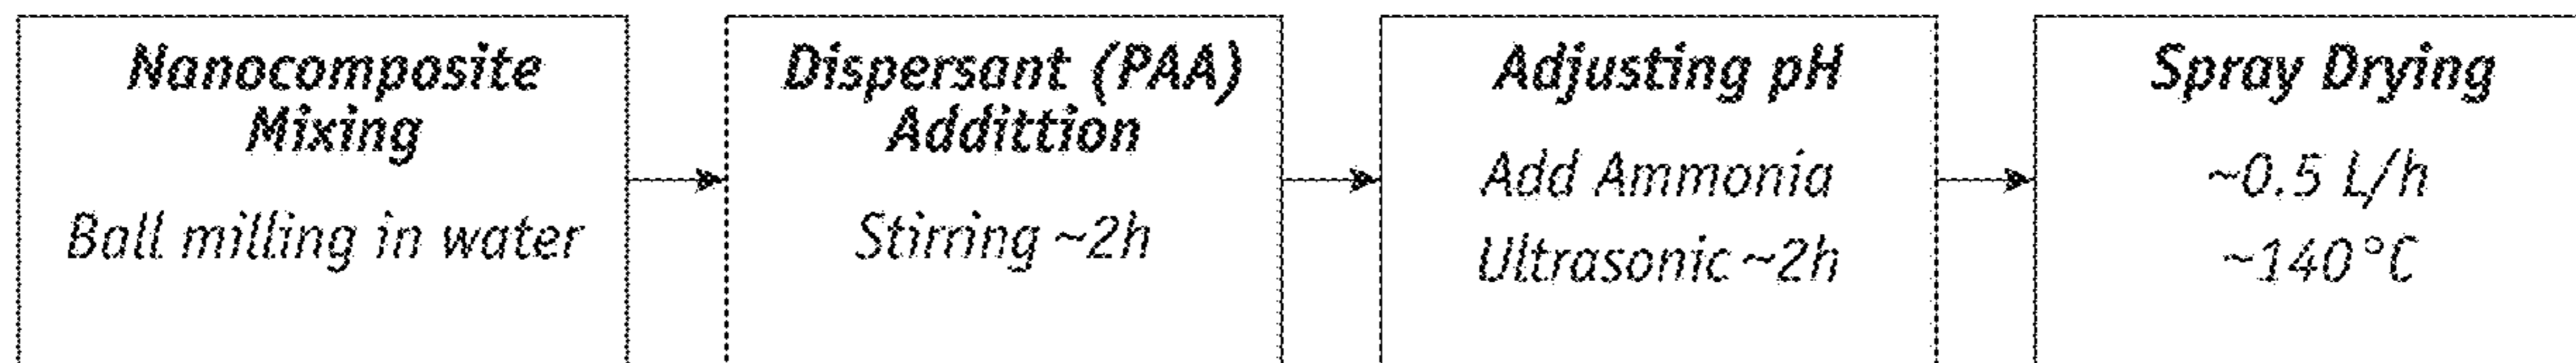 Nanocomposite
Mixing
Ball milling in water
Dispersant (PAA)
Addittion
Stirring ~2h
Adjusting pH
Add Ammonia
Ultrasonic ~2h
Spray Drying
~0.5 L/h
~140°C